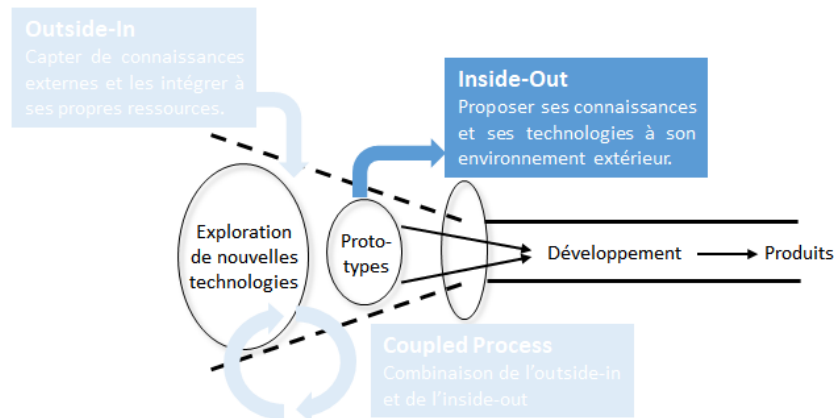 Outside-In
Capter de connaissances
externes et les intégrer à
ses propres ressources.
Inside-Out
Proposer ses connaissances
et ses technologies à son
environnement extérieur.
Exploration
de nouvelles
technologies
Proto-
types
Développement
Produits
Coupled Process
Combinaison de l'outside-in
et de l'inside-out